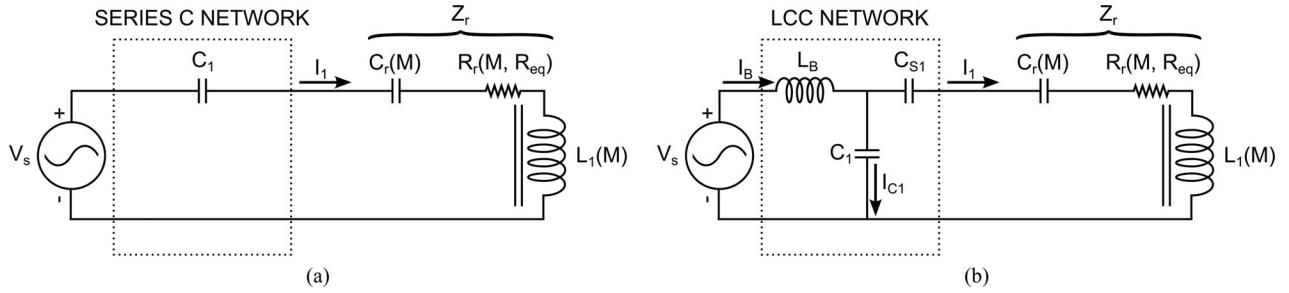 SERIES C NETWORK
Z_r
C_1
I_1
C_r(M)
R_r(M, R_eq)
+
V_s
-
L_1(M)
(a)
LCC NETWORK
Z_r
I_B
L_B
C_S1
I_1
C_r(M)
R_r(M, R_eq)
+
V_s
-
C_1
I_C1
L_1(M)
(b)